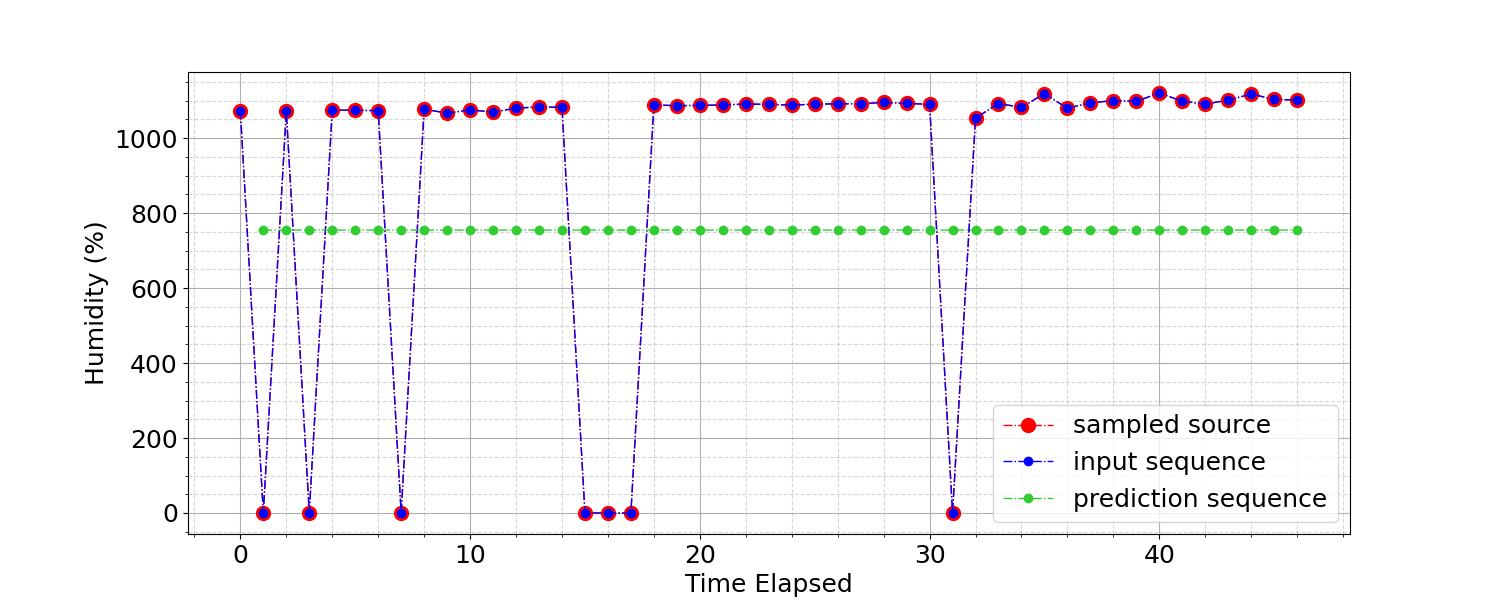 Humidity (%)
1000
800
600
400
200
0
0 10 20 30 40
Time Elapsed
sampled source
input sequence
prediction sequence